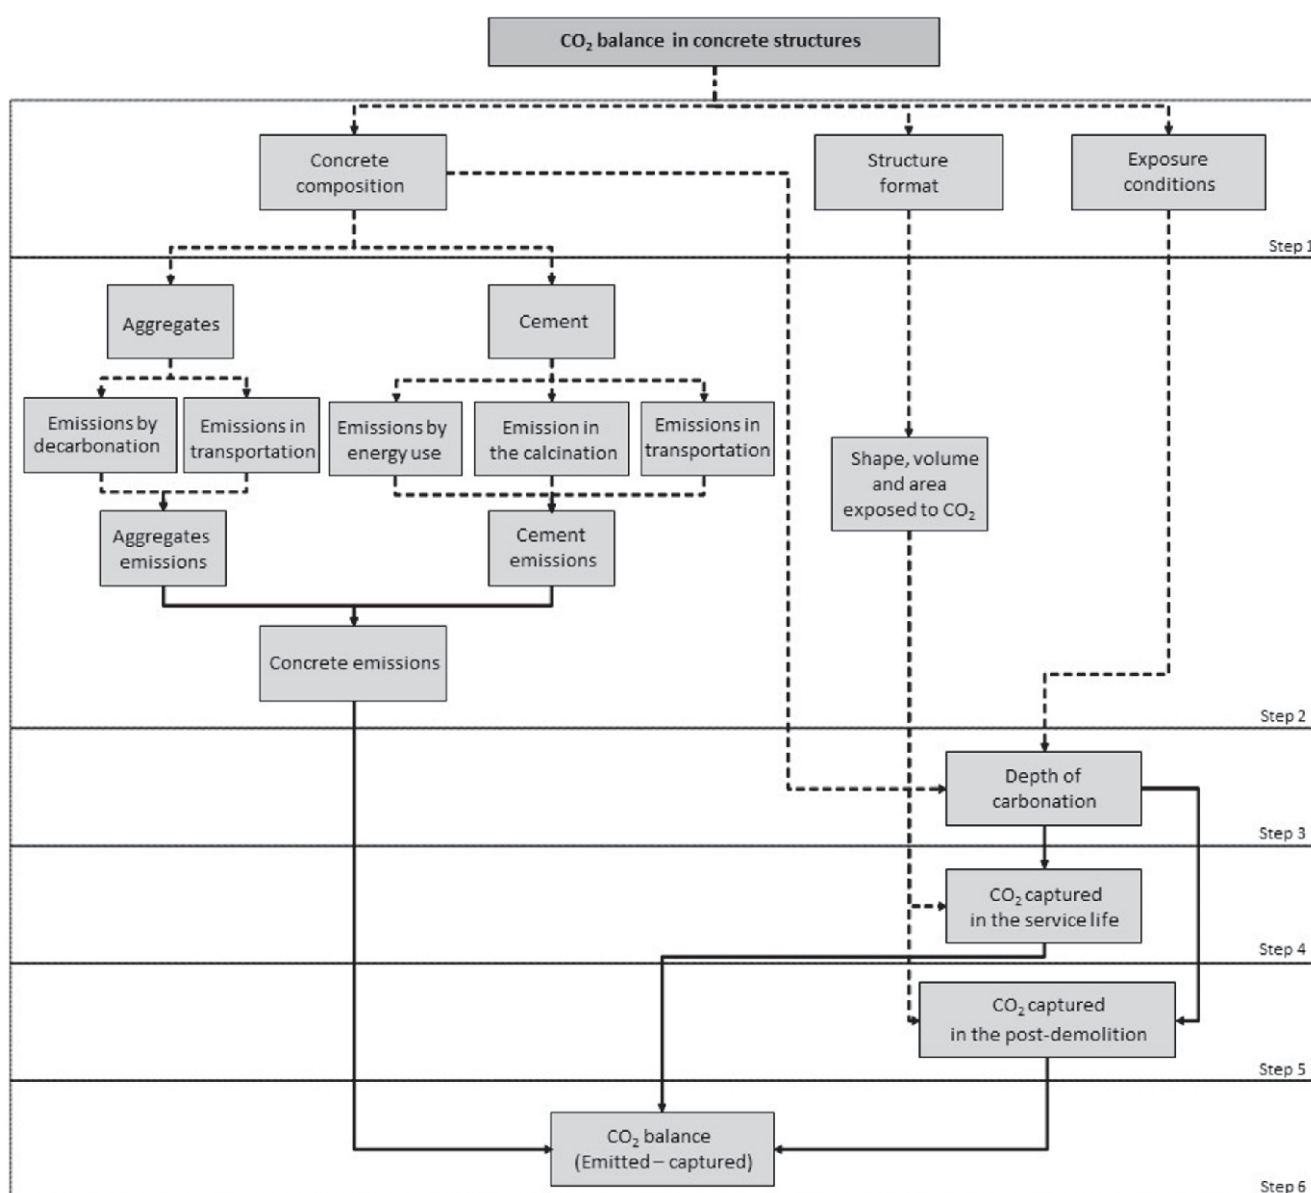 CO₂ balance in concrete structures
Concrete
composition
Structure
format
Exposure
conditions
Step 1
Aggregates
Cement
Emissions by
decarbonation
Emissions in
transportation
Emissions by
energy use
Emission in
the calcination
Emissions in
transportation
Shape, volume
and area
exposed to CO₂
Aggregates
emissions
Cement
emissions
Concrete emissions
Step 2
Depth of
carbonation
Step 3
CO₂ captured
in the service life
Step 4
CO₂ captured
in the post-demolition
Step 5
CO₂ balance
(Emitted – captured)
Step 6